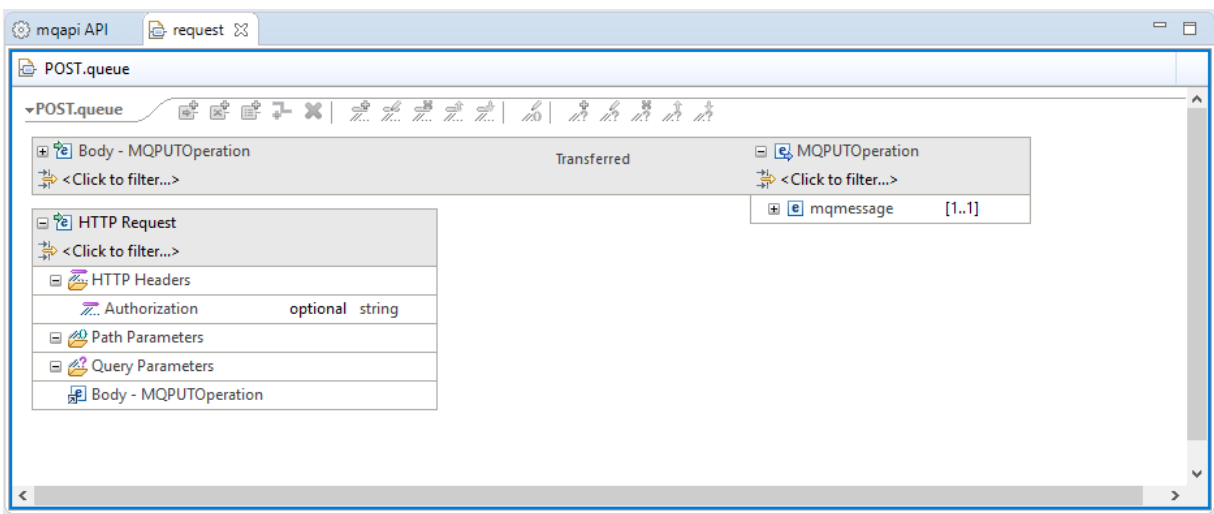 mqapi API request
POST.queue
POST.queue
Body - MQPUTOperation Transferred MQPUTOperation
<Click to filter...> <Click to filter...>
mqmessage [1..1]
HTTP Request
<Click to filter...>
HTTP Headers
Authorization optional string
Path Parameters
Query Parameters
Body - MQPUTOperation